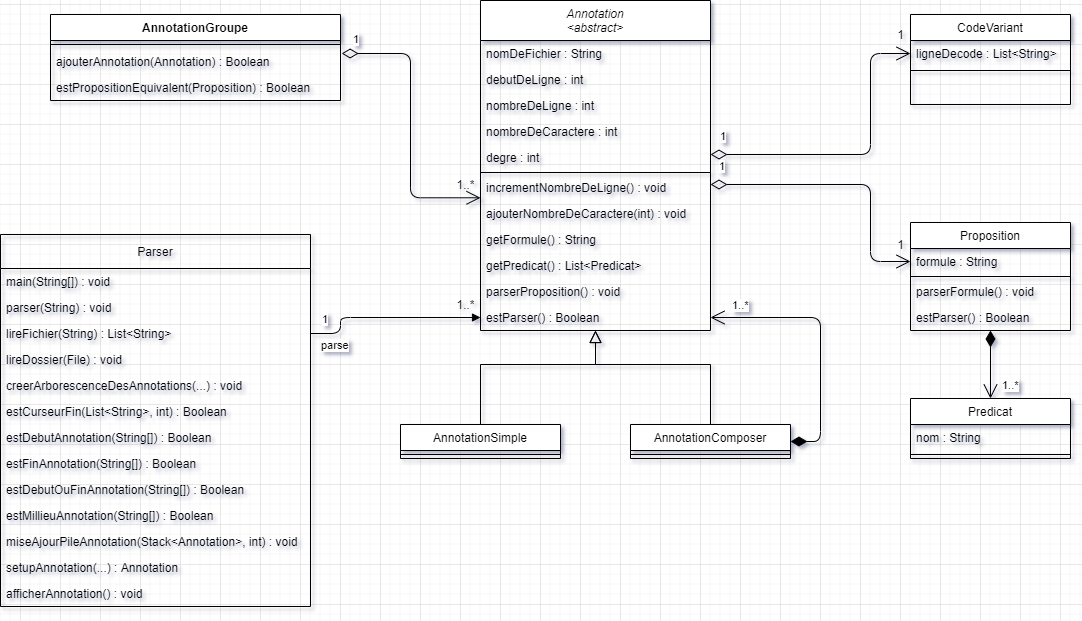 AnnotationGroupe
ajouterAnnotation(Annotation) : Boolean
estPropositionEquivalent(Proposition) : Boolean
1
1..*
Annotation
<abstract>
nomDeFichier : String
debutDeLigne : int
nombreDeLigne : int
nombreDeCaractere : int
degre : int
incrementNombreDeLigne() : void
ajouterNombreDeCaractere(int) : void
getFormule() : String
getPredicat() : List<Predicat>
parserProposition() : void
estParser() : Boolean
1
1
CodeVariant
ligneDecode : List<String>
1
1
Proposition
formule : String
parserFormule() : void
estParser() : Boolean
1..*
Predicat
nom : String
Parser
main(String[]) : void
parser(String) : void
lireFichier(String) : List<String>
lireDossier(File) : void
creerArborescenceDesAnnotations(...) : void
estCurseurFin(List<String>, int) : Boolean
estDebutAnnotation(String[]) : Boolean
estFinAnnotation(String[]) : Boolean
estDebutOuFinAnnotation(String[]) : Boolean
estMillieuAnnotation(String[]) : Boolean
miseAjourPileAnnotation(Stack<Annotation>, int) : void
setupAnnotation(...) : Annotation
afficherAnnotation() : void
1
parse
1..*
1..*
AnnotationSimple
AnnotationComposer